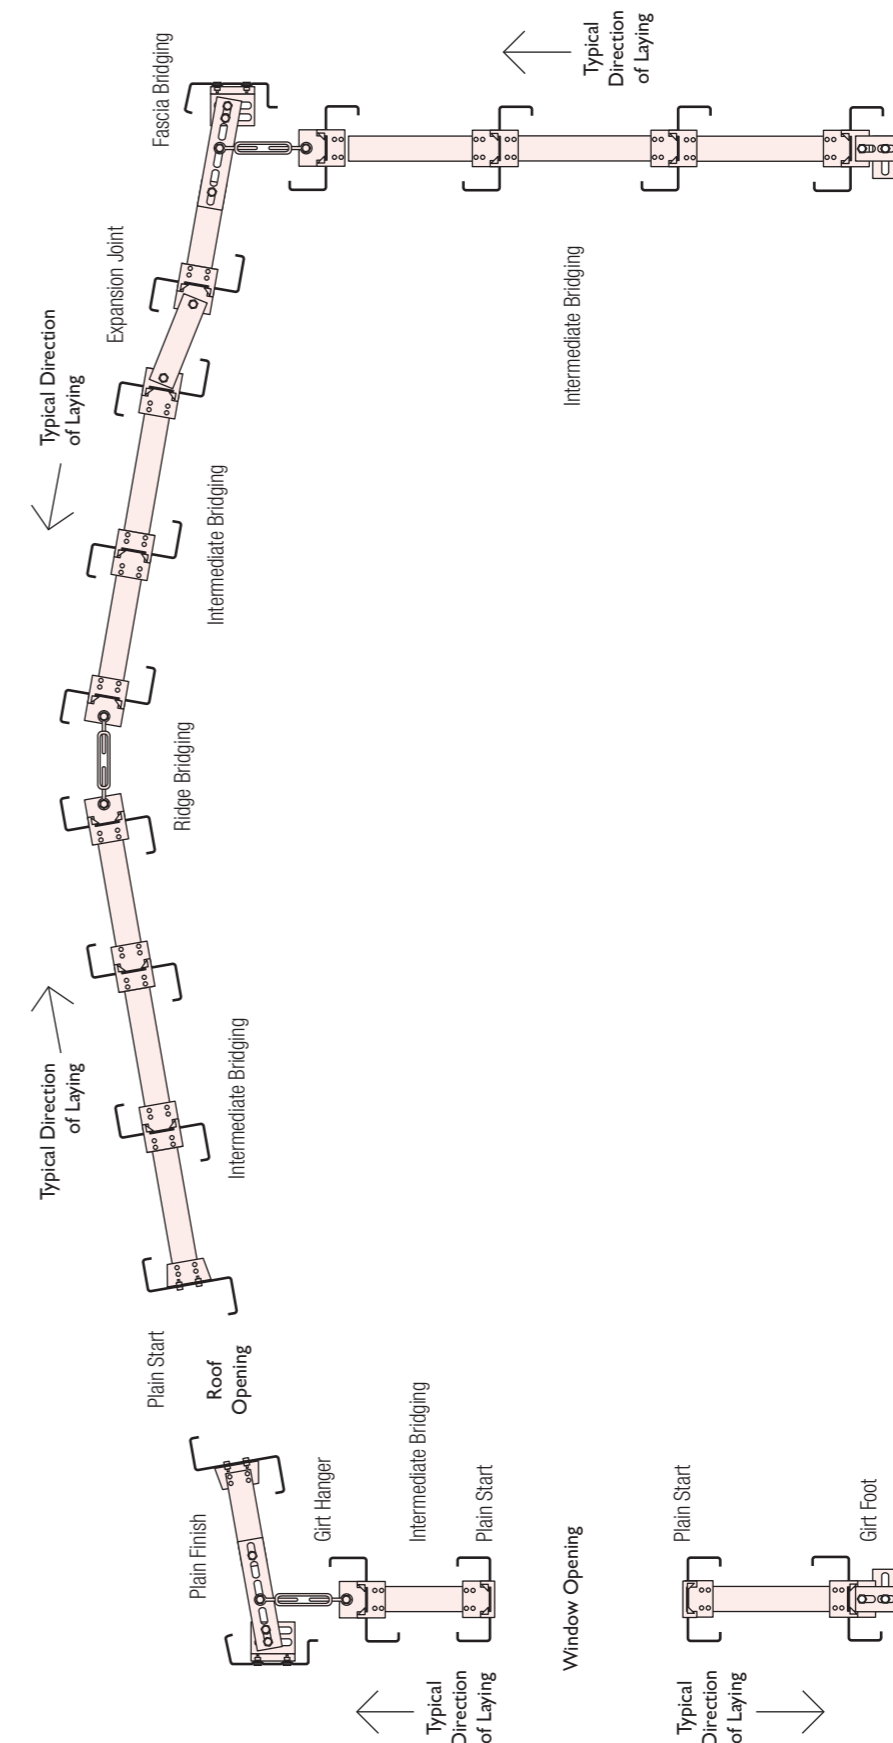 Fascia Bridging
Typical
Direction
of Laying
Expansion Joint
Intermediate Bridging
Typical Direction
of Laying
Intermediate Bridging
Ridge Bridging
Typical Direction
of Laying
Intermediate Bridging
Plain Start
Roof
Opening
Plain Finish
Girt Hanger
Intermediate Bridging
Plain Start
Window Opening
Plain Start
Girt Foot
Typical
Direction
of Laying
Typical
Direction
of Laying